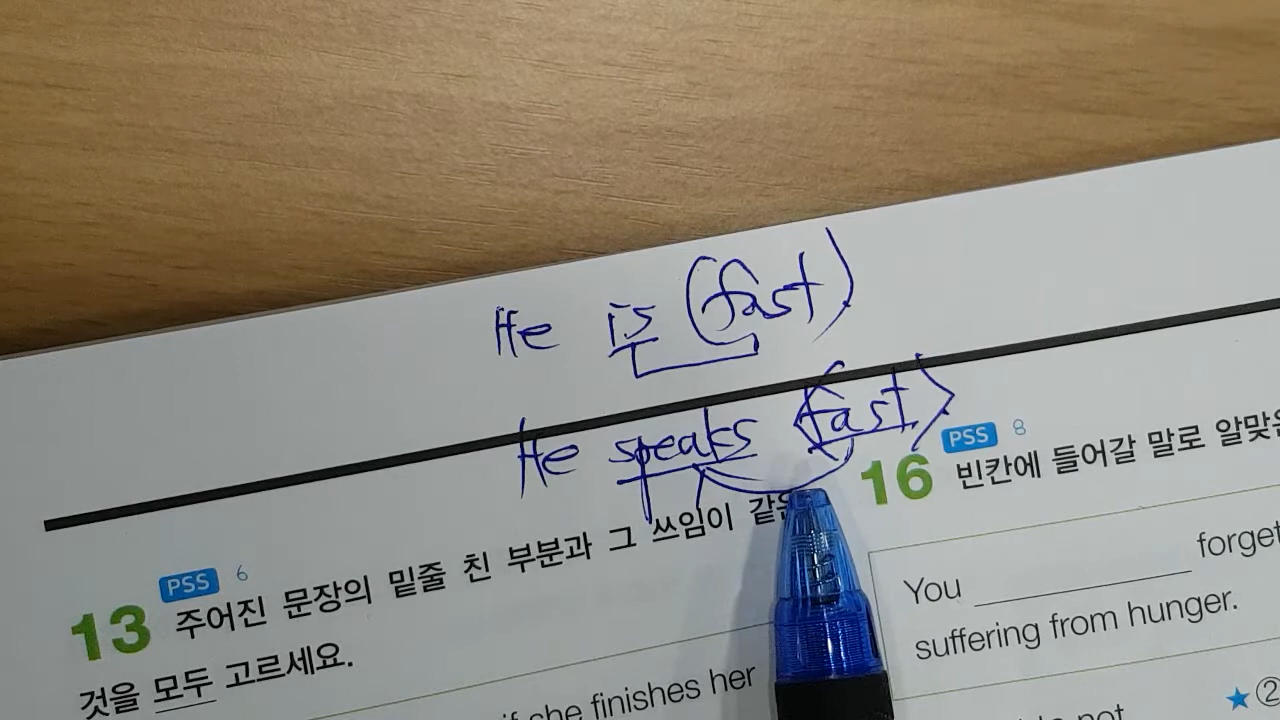 He is (fast)
He speaks (fast)
PSS 6
13 주어진 문장의 밑줄 친 부분과 그 쓰임이 같은
것을 모두 고르세요.
if she finishes her
PSS 8
16 빈칸에 들어갈 말로 알맞은
You ____________ forget
suffering from hunger.
★②
not